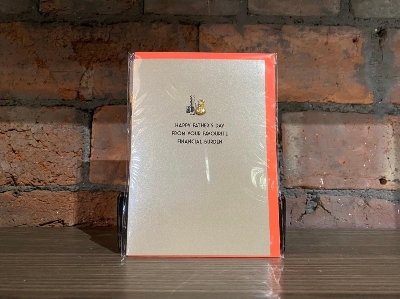 HAPPY FATHER'S DAY
FROM YOUR FAVOURITE
FINANCIAL BURDEN